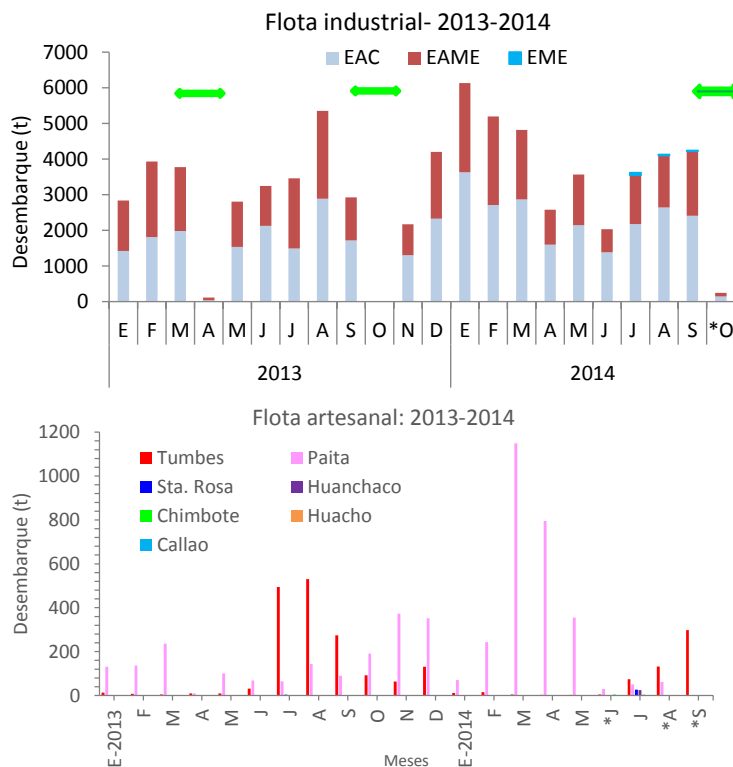 Flota industrial- 2013-2014
7000
6000
5000
4000
3000
2000
1000
0
Desembarque (t)
EAC EAME EME
E F M A M J J A S O N D E F M A M J J A S *O
2013 2014
Flota artesanal: 2013-2014
1200
1000
800
600
400
200
0
Desembarque (t)
Tumbes Paita
Sta. Rosa Huanchaco
Chimbote Huacho
Callao
E-2013 F M A M J J A S O N D E-2014 F M A M *J J *A *S
Meses